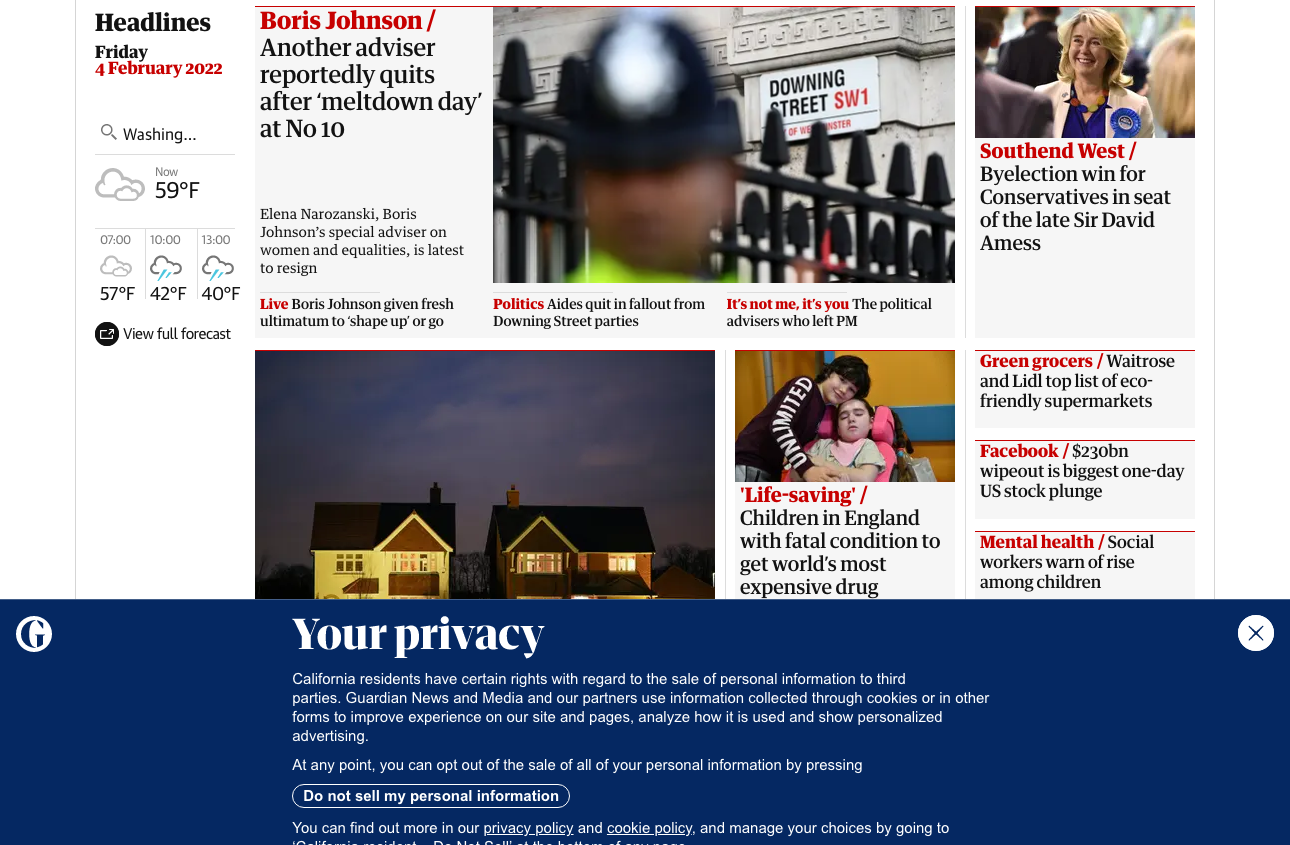 Headlines
Friday
4 February 2022
Washing...
Now
59°F
07:00
10:00
13:00
57°F
42°F
40°F
View full forecast
Boris Johnson /
Another adviser
reportedly quits
after ‘meltdown day’
at No 10
Elena Narozanski, Boris
Johnson’s special adviser on
women and equalities, is latest
to resign
DOWNING
STREET SW1
Live Boris Johnson given fresh
ultimatum to ‘shape up’ or go
Politics Aides quit in fallout from
Downing Street parties
It’s not me, it’s you The political
advisers who left PM
Southend West /
Byelection win for
Conservatives in seat
of the late Sir David
Amess
UNLIMITED
'Life-saving' /
Children in England
with fatal condition to
get world’s most
expensive drug
Green grocers / Waitrose
and Lidl top list of eco-
friendly supermarkets
Facebook / $230bn
wipeout is biggest one-day
US stock plunge
Mental health / Social
workers warn of rise
among children
Your privacy
California residents have certain rights with regard to the sale of personal information to third
parties. Guardian News and Media and our partners use information collected through cookies or in other
forms to improve experience on our site and pages, analyze how it is used and show personalized
advertising.
At any point, you can opt out of the sale of all of your personal information by pressing
Do not sell my personal information
You can find out more in our privacy policy and cookie policy, and manage your choices by going to
‘California resident – Do Not Sell’ at the bottom of any page.